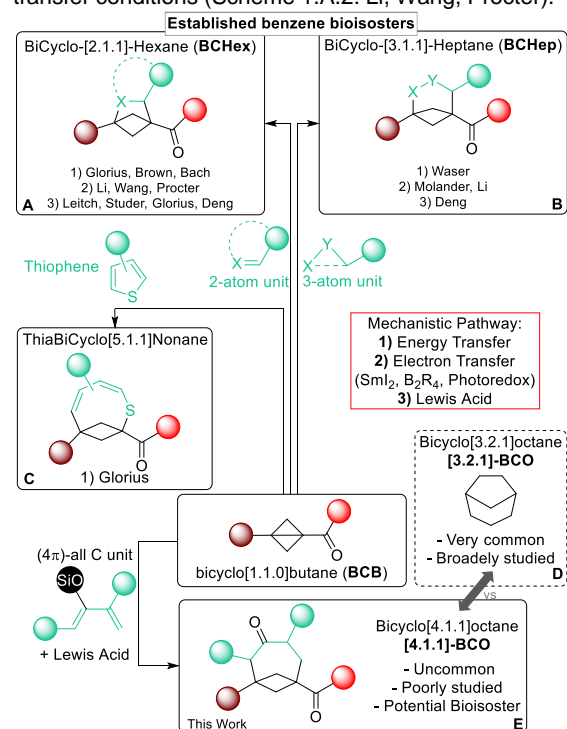 transfer conditions (Scheme 1.A.2. Li, Wang, Procter).
Established benzene bioisosters
BiCyclo-[2.1.1]-Hexane (BCHex)
X
O
1) Glorius, Brown, Bach
2) Li, Wang, Procter
3) Leitch, Studer, Glorius, Deng
A
BiCyclo-[3.1.1]-Heptane (BCHep)
X Y
O
1) Waser
2) Molander, Li
3) Deng
B
Thiophene
S
X
2-atom unit
Y
X
3-atom unit
ThiaBiCyclo[5.1.1]Nonane
S
O
1) Glorius
C
Mechanistic Pathway:
1) Energy Transfer
2) Electron Transfer
(SmI2, B2R4, Photoredox)
3) Lewis Acid
Bicyclo[3.2.1]octane
[3.2.1]-BCO
- Very common
- Broadely studied
D
O
bicyclo[1.1.0]butane (BCB)
(4π)-all C unit
SiO
+ Lewis Acid
vs
O
O
This Work
Bicyclo[4.1.1]octane
[4.1.1]-BCO
- Uncommon
- Poorly studied
- Potential Bioisoster
E